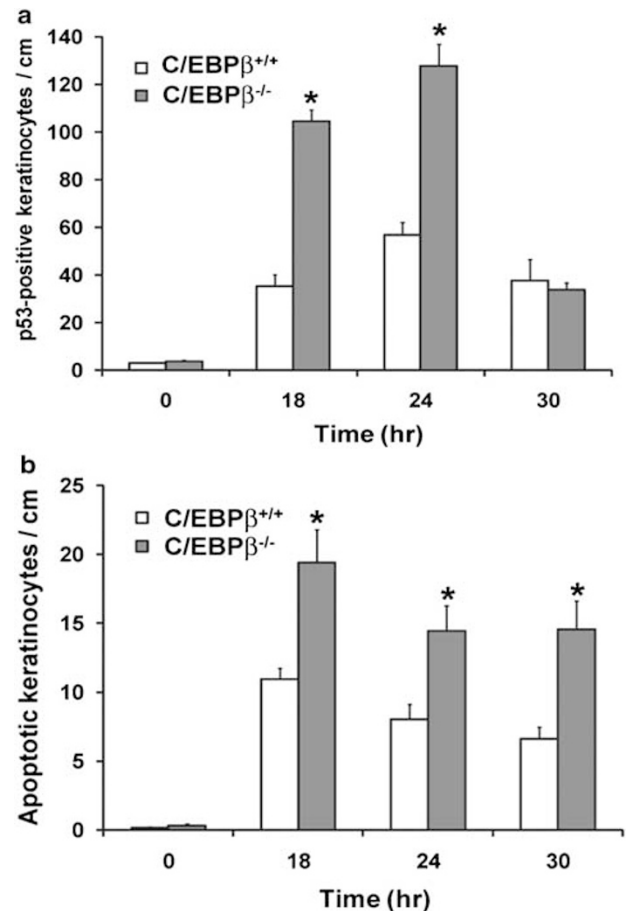 a
p53-positive keratinocytes / cm
140
120
100
80
60
40
20
0
C/EBPβ+/+
C/EBPβ-/-
*
*
0 18 24 30
Time (hr)
b
Apoptotic keratinocytes / cm
25
20
15
10
5
0
C/EBPβ+/+
C/EBPβ-/-
*
*
*
0 18 24 30
Time (hr)